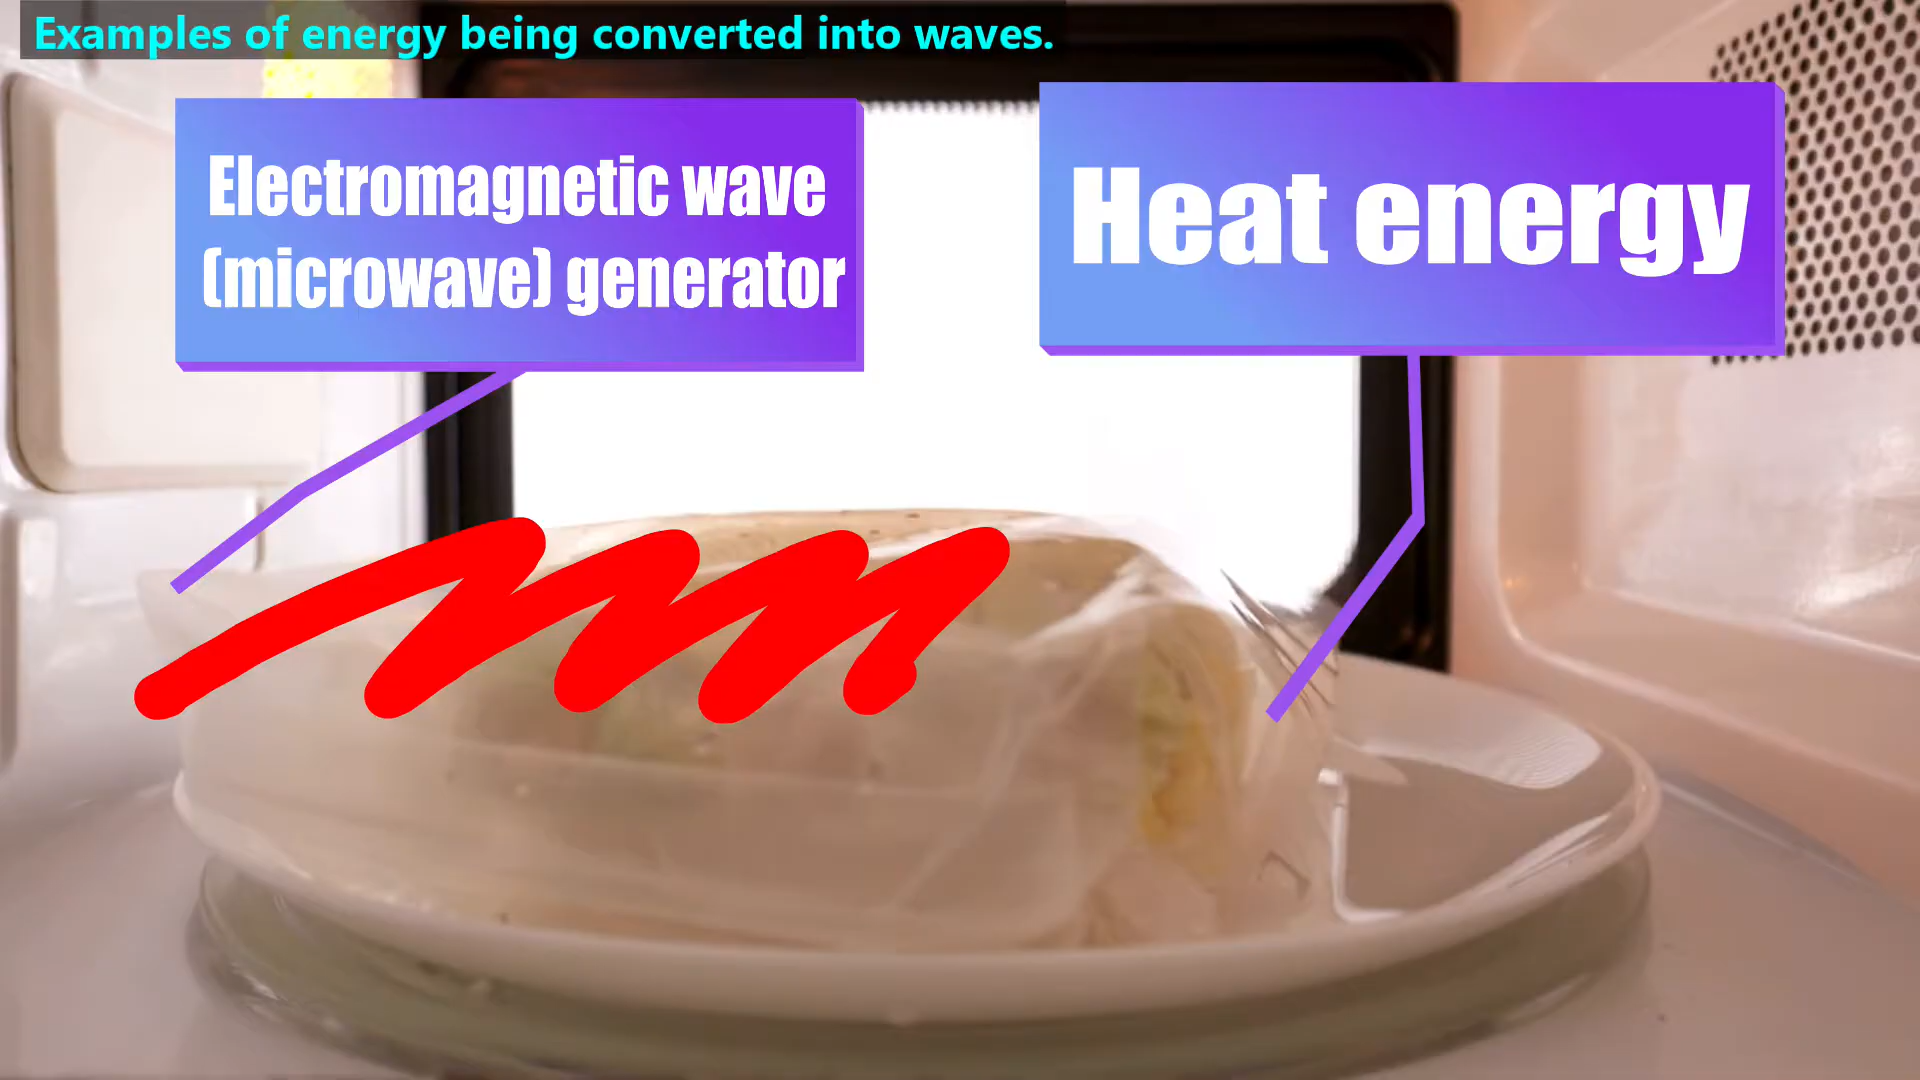 Examples of energy being converted into waves.
Electromagnetic wave
(microwave) generator
Heat energy